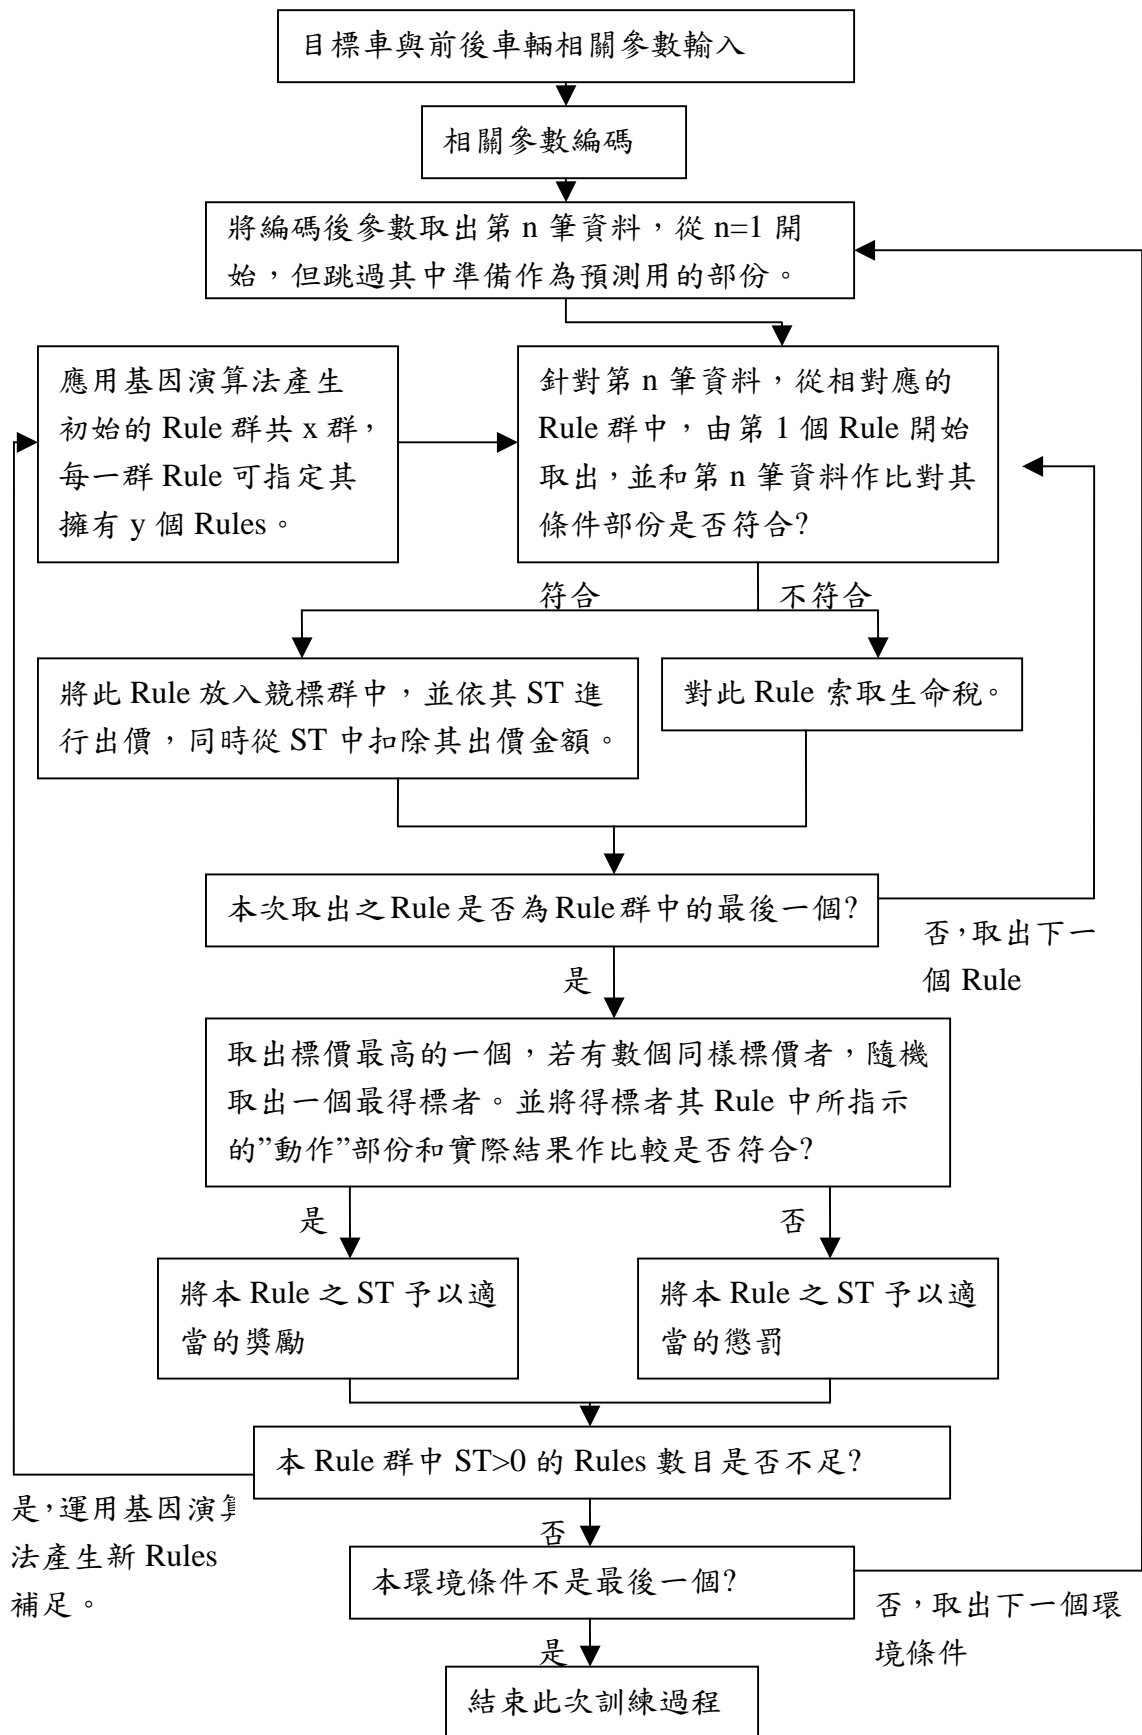 目標車與前後車輛相關參數輸入
相關參數編碼
將編碼後參數取出第 n 筆資料，從 n=1 開
始，但跳過其中準備作為預測用的部份。
應用基因演算法產生
初始的 Rule 群共 x 群，
每一群 Rule 可指定其
擁有 y 個 Rules。
針對第 n 筆資料，從相對應的
Rule 群中，由第 1 個 Rule 開始
取出，並和第 n 筆資料作比對其
條件部份是否符合?
符合
不符合
將此 Rule 放入競標群中，並依其 ST 進
行出價，同時從 ST 中扣除其出價金額。
對此 Rule 索取生命稅。
本次取出之 Rule 是否為 Rule 群中的最後一個?
否，取出下一
個 Rule
是
取出標價最高的一個，若有數個同樣標價者，隨機
取出一個最得標者。並將得標者其 Rule 中所指示
的”動作”部份和實際結果作比較是否符合?
是
否
將本 Rule 之 ST 予以適
當的獎勵
將本 Rule 之 ST 予以適
當的懲罰
本 Rule 群中 ST>0 的 Rules 數目是否不足?
是，運用基因演算
法產生新 Rules
補足。
否
本環境條件不是最後一個?
否，取出下一個環
境條件
是
結束此次訓練過程